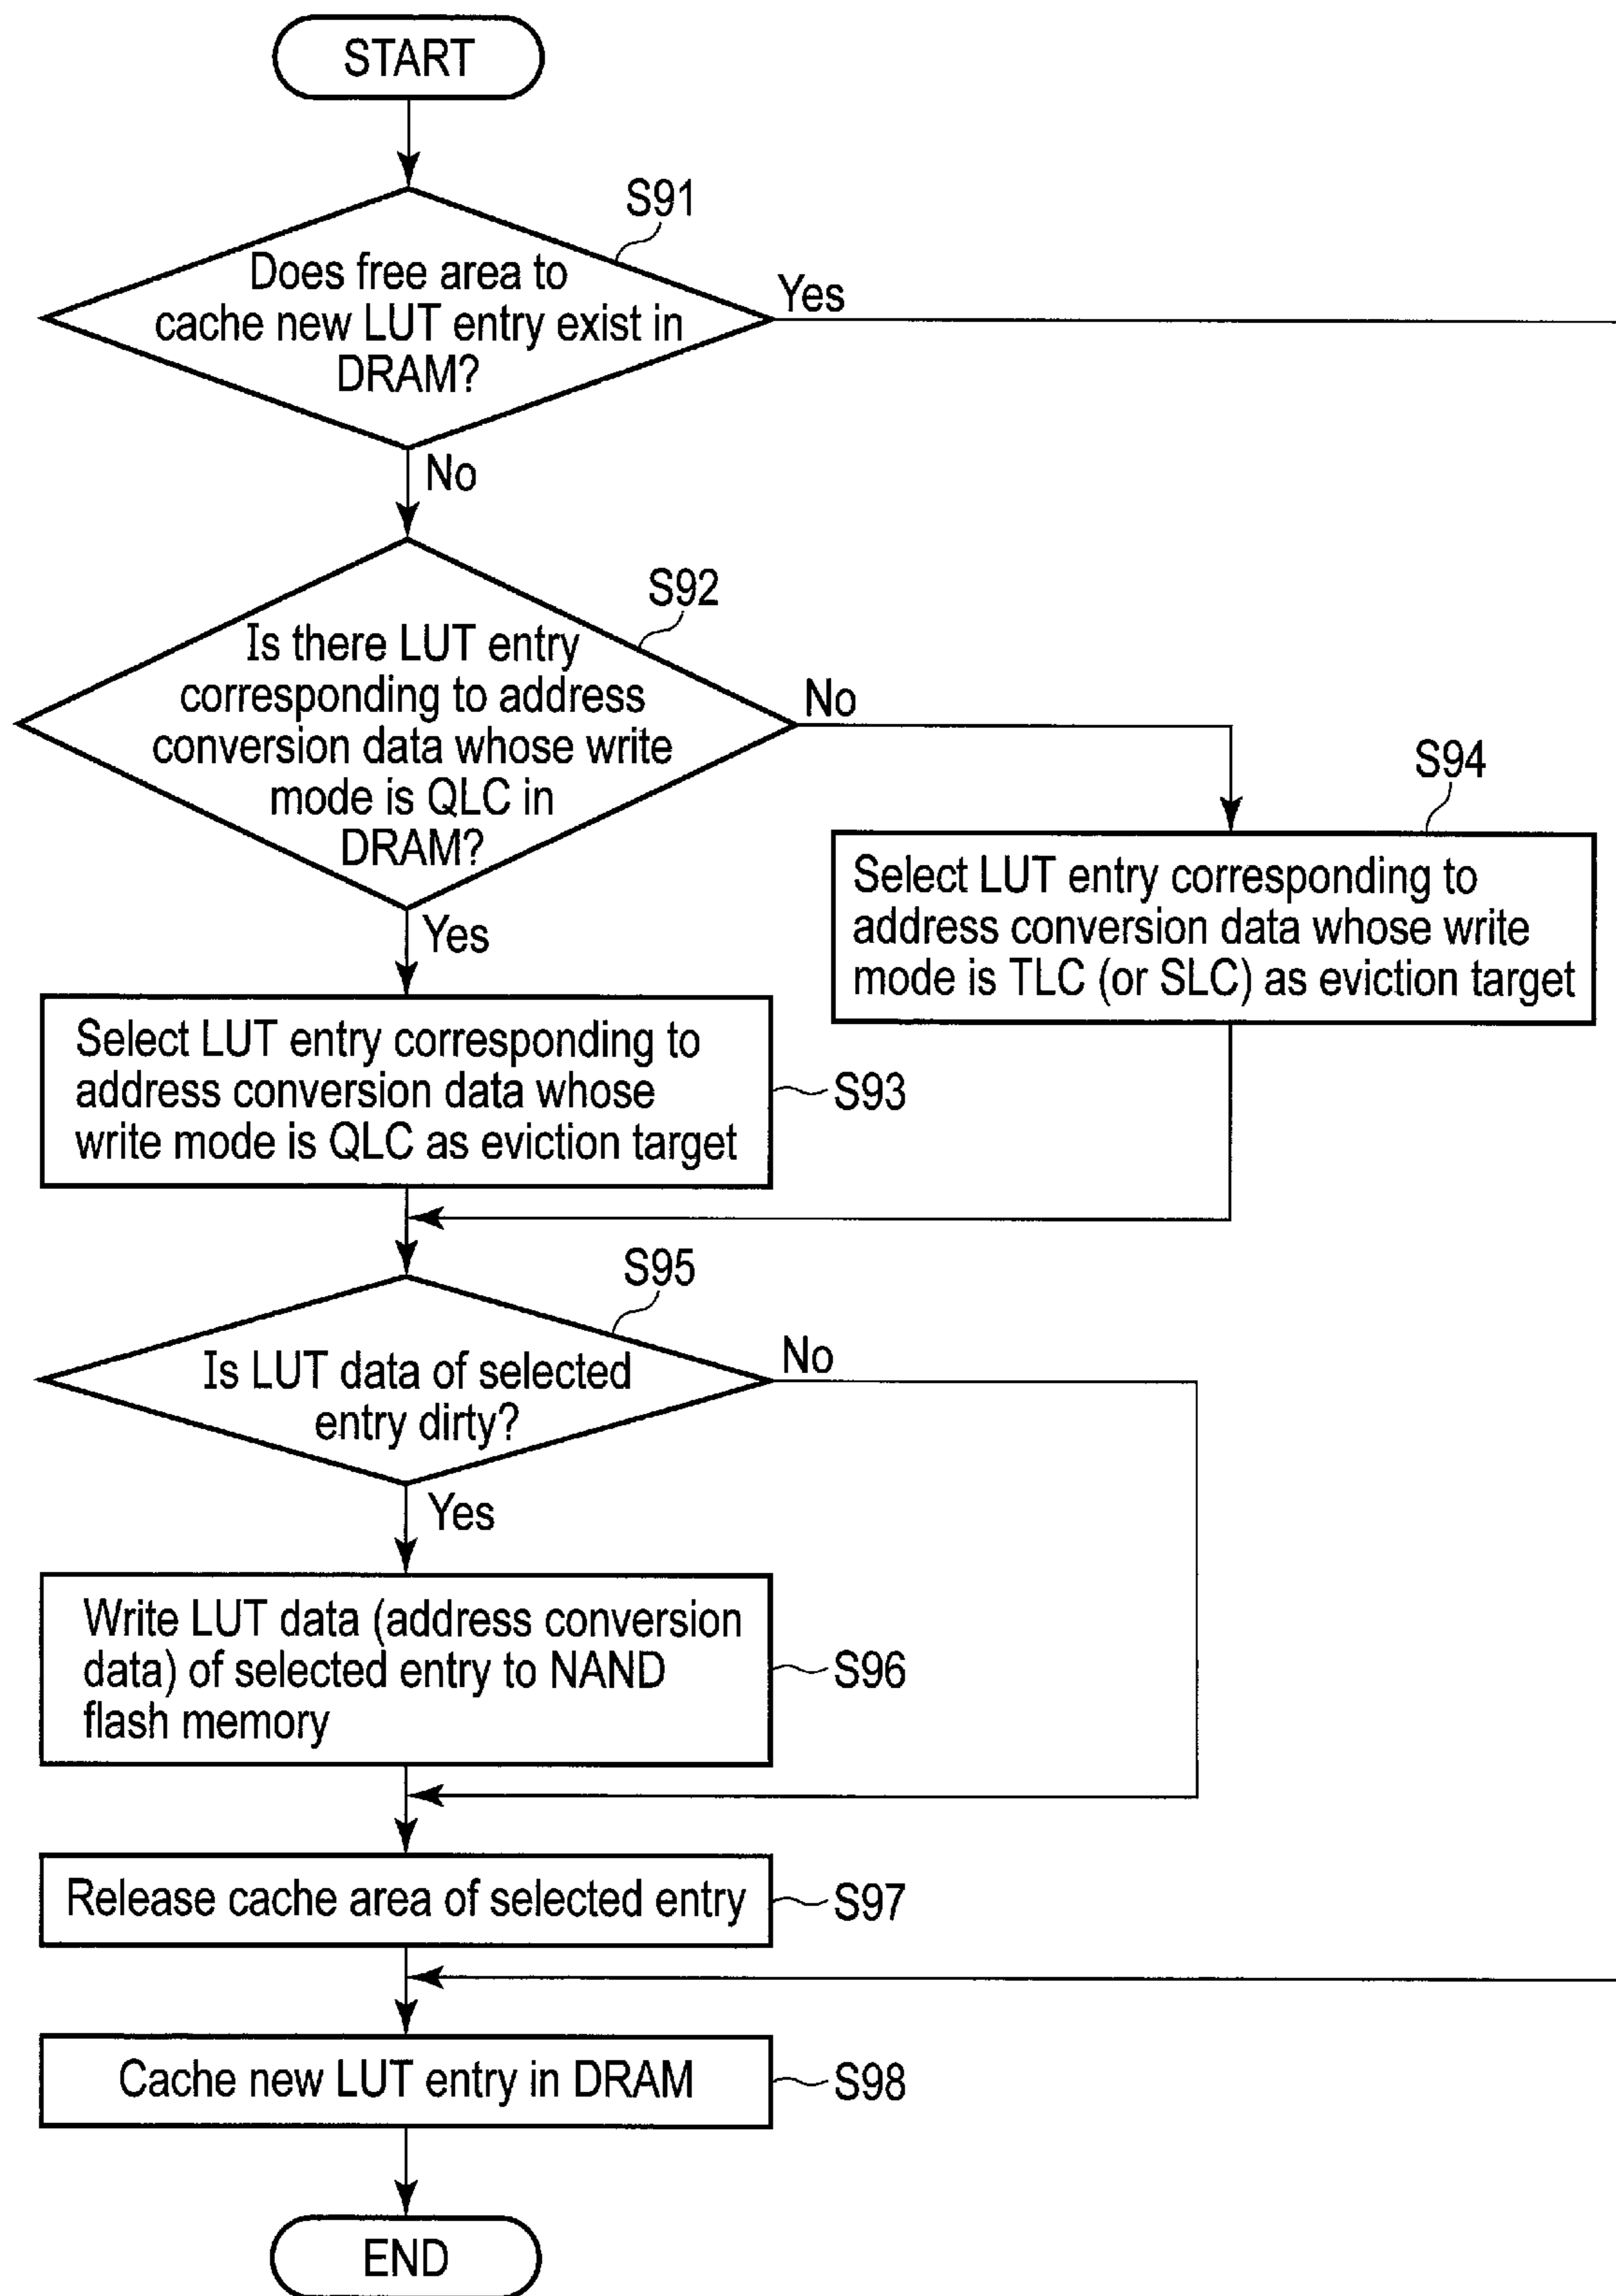 START
S91
Does free area to
cache new LUT entry exist in
DRAM?
Yes
No
S92
Is there LUT entry
corresponding to address
conversion data whose write
mode is QLC in
DRAM?
No
Yes
S94
Select LUT entry corresponding to
address conversion data whose write
mode is TLC (or SLC) as eviction target
Select LUT entry corresponding to
address conversion data whose
write mode is QLC as eviction target
S93
S95
Is LUT data of selected
entry dirty?
No
Yes
Write LUT data (address conversion
data) of selected entry to NAND
flash memory
S96
Release cache area of selected entry
S97
Cache new LUT entry in DRAM
S98
END